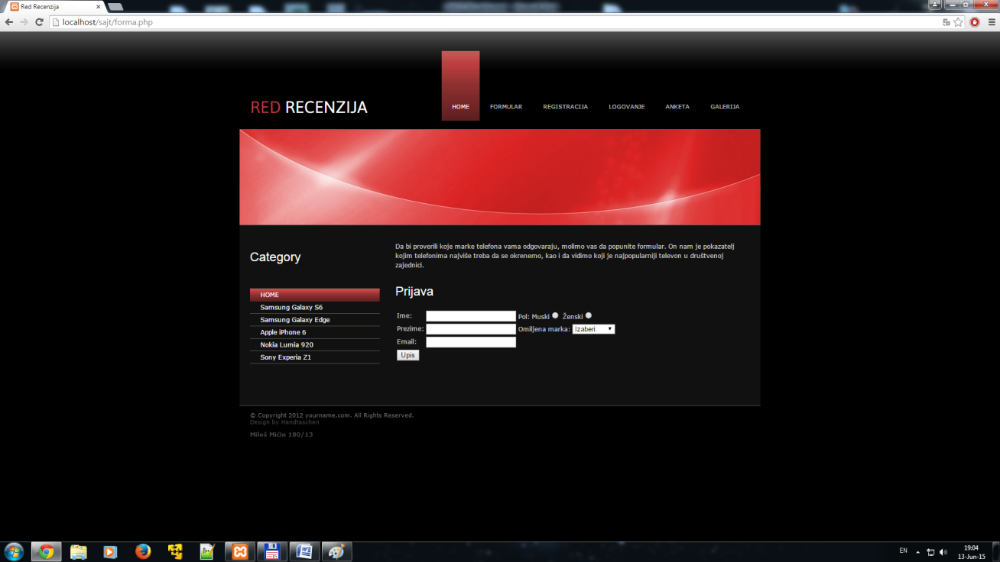 Red Recenzija
localhost/sajt/forma.php
RED RECENZIJA
HOME FORMULAR REGISTRACIJA LOGOVANJE ANKETA GALERIJA
Category
HOME
Samsung Galaxy S6
Samsung Galaxy Edge
Apple iPhone 6
Nokia Lumia 920
Sony Experia Z1
Da bi proverili koje marke telefona vama odgovaraju, molimo vas da popunite formular. On nam je pokazatelj
kojim telefonima najviše treba da se okrenemo, kao i da vidimo koji je najpopularniji televon u društvenoj
zajednici.
Prijava
Ime: Pol: Muski Ženski
Prezime: Omiljena marka: Izaberi:
Email:
Upis
© Copyright 2012 yourname.com. All Rights Reserved.
Design by Handtaschen
Miloš Mićin 180/13
EN
19:04
13-Jun-15